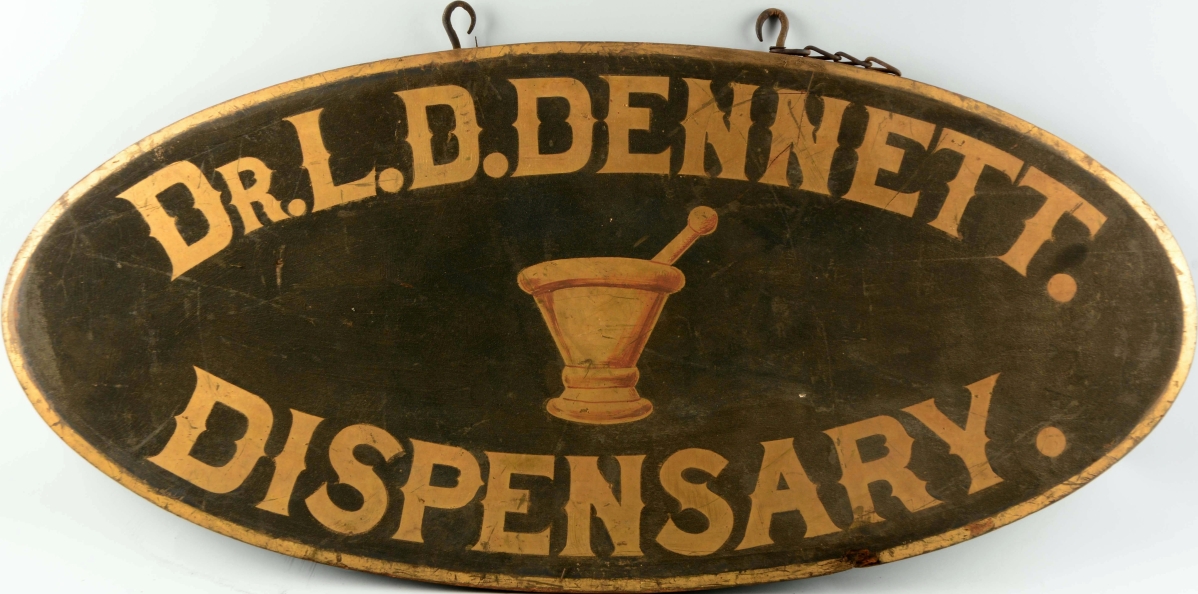 DR. L. D. DENNETT.
DISPENSARY.